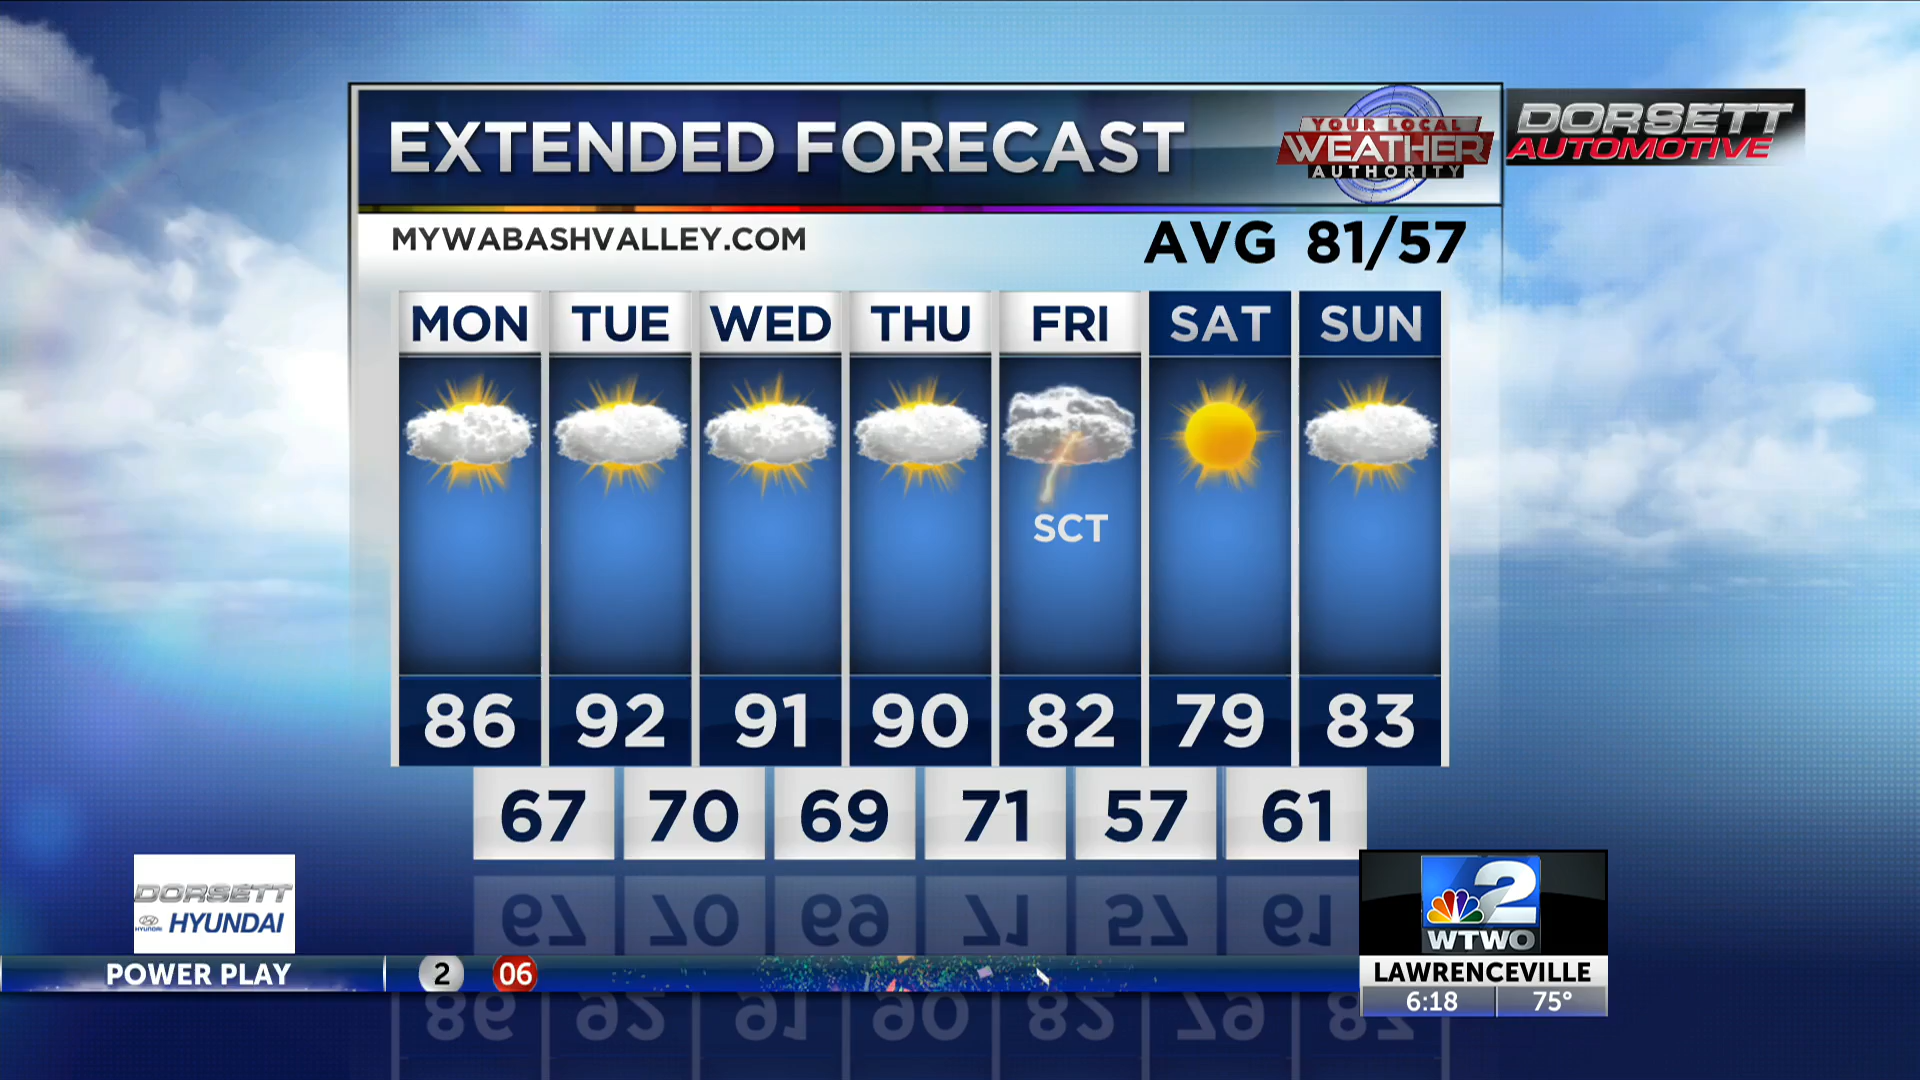 EXTENDED FORECAST
YOUR LOCAL
WEATHER
AUTHORITY
DORSETT
AUTOMOTIVE
MYWABASHVALLEY.COM
AVG 81/57
MON TUE WED THU FRI SAT SUN
SCT
86 92 91 90 82 79 83
67 70 69 71 57 61
DORSETT
HYUNDAI HYUNDAI
2
WTWO
POWER PLAY 2 06
LAWRENCEVILLE
6:18 75°